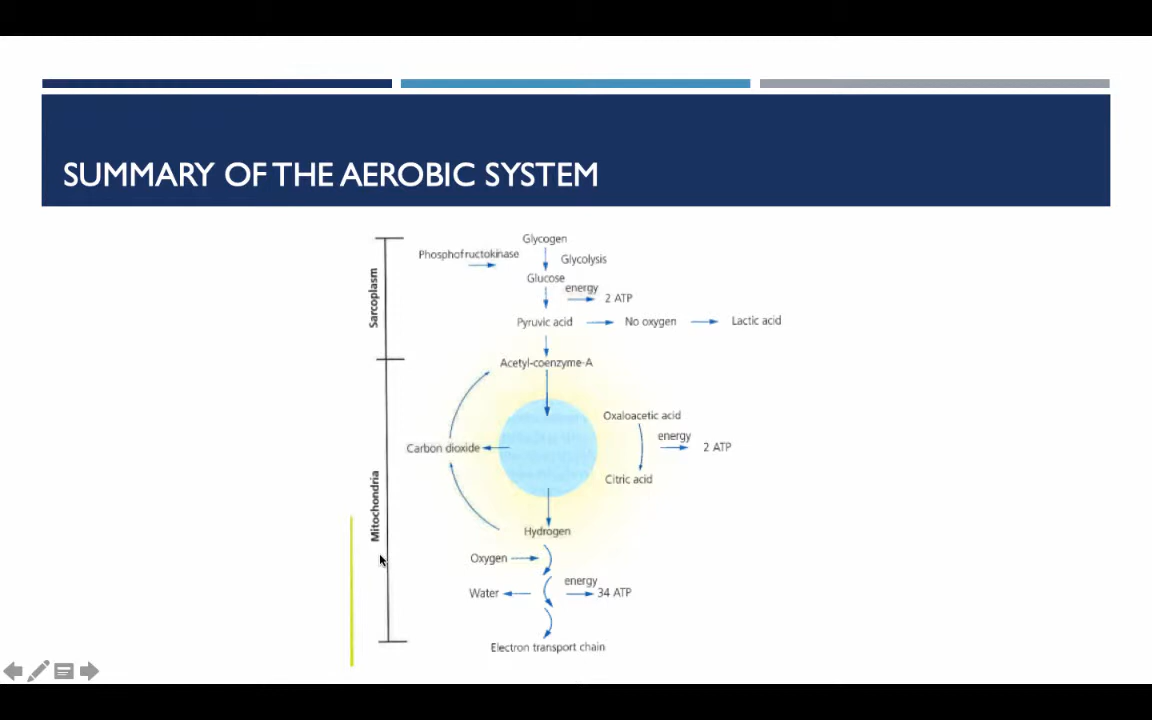 SUMMARY OF THE AEROBIC SYSTEM
Glycogen
Phosphofructokinase
Glycolysis
Glucose
energy
2 ATP
Sarcoplasm
Pyruvic acid
No oxygen
Lactic acid
Acetyl-coenzyme-A
Oxaloacetic acid
energy
2 ATP
Carbon dioxide
Citric acid
Mitochondria
Hydrogen
Oxygen
energy
Water
34 ATP
Electron transport chain